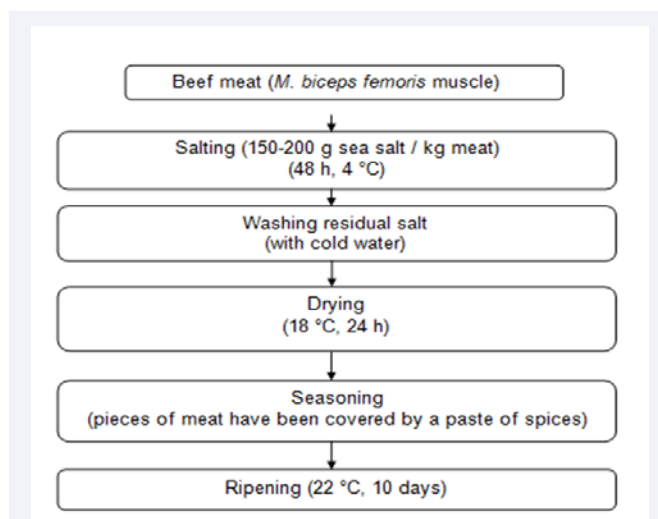 Beef meat (M. biceps femoris muscle)
Salting (150-200 g sea salt / kg meat)
(48 h, 4 °C)
Washing residual salt
(with cold water)
Drying
(18 °C, 24 h)
Seasoning
(pieces of meat have been covered by a paste of spices)
Ripening (22 °C, 10 days)